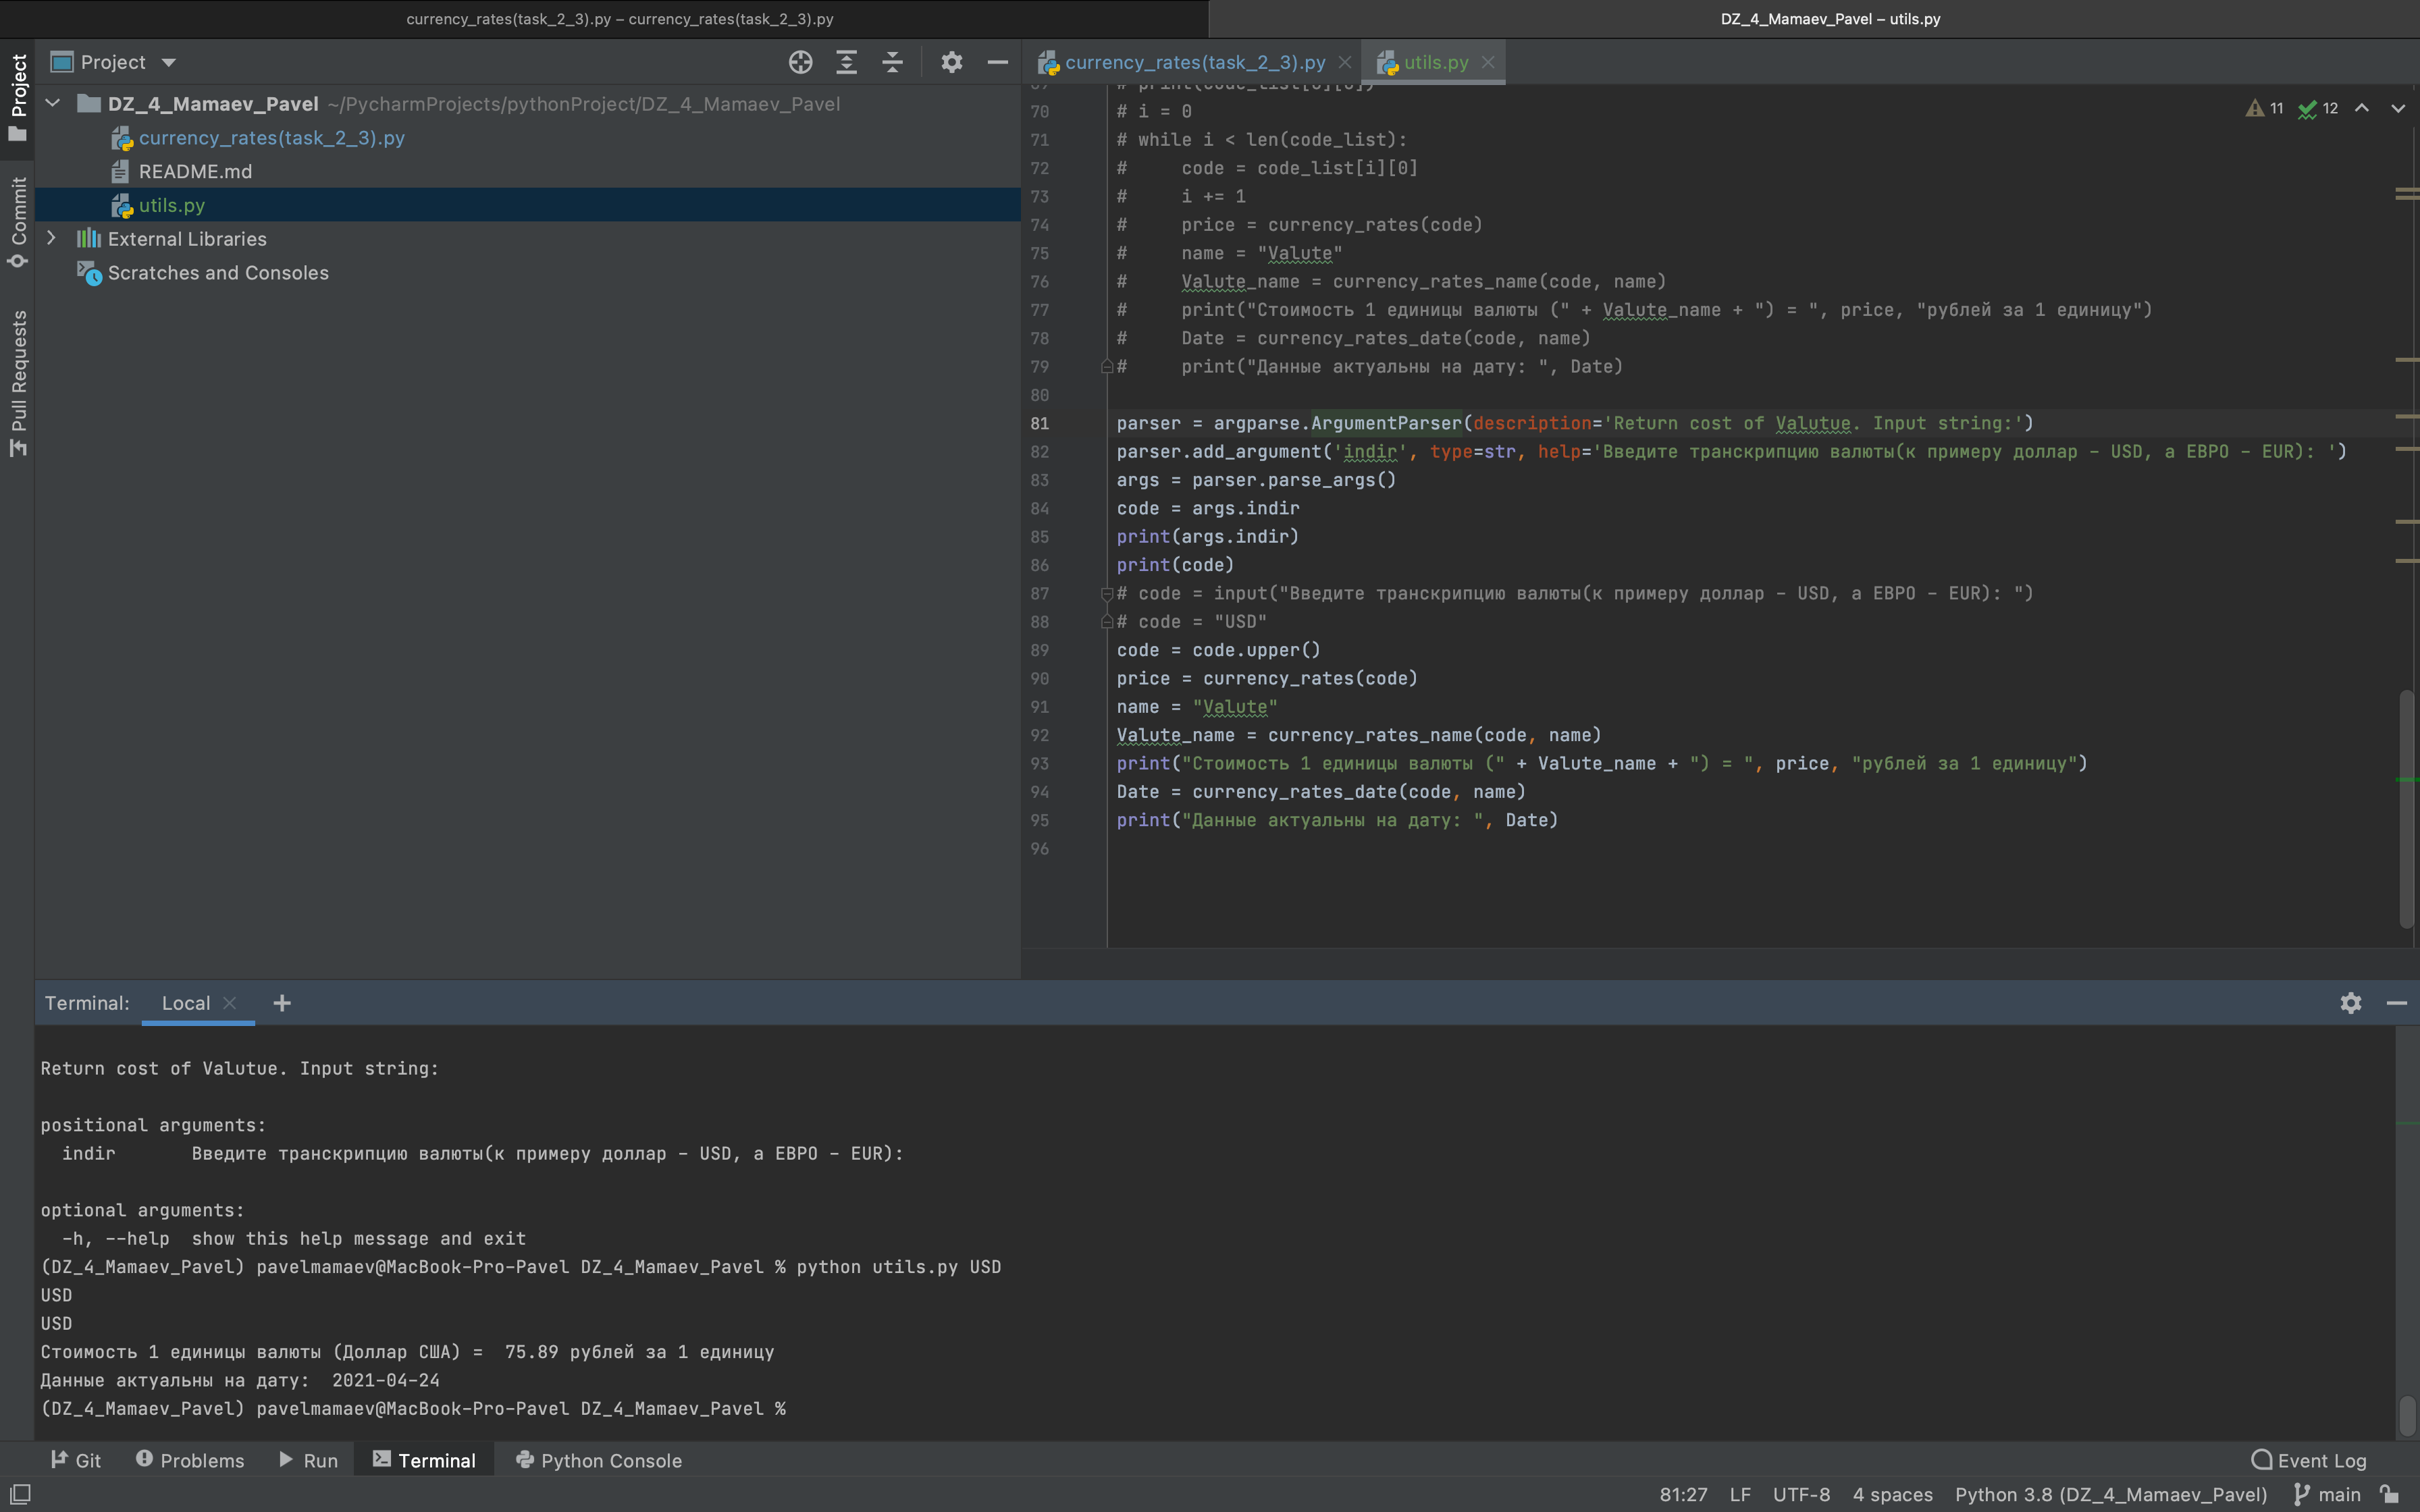 currency_rates(task_2_3).py – currency_rates(task_2_3).py
DZ_4_Mamaev_Pavel – utils.py
Project
Project
Commit
Pull Requests
DZ_4_Mamaev_Pavel ~/PycharmProjects/pythonProject/DZ_4_Mamaev_Pavel
currency_rates(task_2_3).py
README.md
utils.py
External Libraries
Scratches and Consoles
currency_rates(task_2_3).py
utils.py
11 12
70 # i = 0
71 # while i < len(code_list):
72 #     code = code_list[i][0]
73 #     i += 1
74 #     price = currency_rates(code)
75 #     name = "Valute"
76 #     Valute_name = currency_rates_name(code, name)
77 #     print("Стоимость 1 единицы валюты (" + Valute_name + ") = ", price, "рублей за 1 единицу")
78 #     Date = currency_rates_date(code, name)
79 #     print("Данные актуальны на дату: ", Date)
80
81 parser = argparse.ArgumentParser(description='Return cost of Valutue. Input string:')
82 parser.add_argument('indir', type=str, help='Введите транскрипцию валюты(к примеру доллар - USD, а ЕВРО - EUR): ')
83 args = parser.parse_args()
84 code = args.indir
85 print(args.indir)
86 print(code)
87 # code = input("Введите транскрипцию валюты(к примеру доллар - USD, а ЕВРО - EUR): ")
88 # code = "USD"
89 code = code.upper()
90 price = currency_rates(code)
91 name = "Valute"
92 Valute_name = currency_rates_name(code, name)
93 print("Стоимость 1 единицы валюты (" + Valute_name + ") = ", price, "рублей за 1 единицу")
94 Date = currency_rates_date(code, name)
95 print("Данные актуальны на дату: ", Date)
96
Terminal: Local
Return cost of Valutue. Input string:
positional arguments:
  indir       Введите транскрипцию валюты(к примеру доллар - USD, а ЕВРО - EUR):
optional arguments:
  -h, --help  show this help message and exit
(DZ_4_Mamaev_Pavel) pavelmamaev@MacBook-Pro-Pavel DZ_4_Mamaev_Pavel % python utils.py USD
USD
USD
Стоимость 1 единицы валюты (Доллар США) =  75.89 рублей за 1 единицу
Данные актуальны на дату:  2021-04-24
(DZ_4_Mamaev_Pavel) pavelmamaev@MacBook-Pro-Pavel DZ_4_Mamaev_Pavel %
Git Problems Run Terminal Python Console Event Log
81:27 LF UTF-8 4 spaces Python 3.8 (DZ_4_Mamaev_Pavel) main